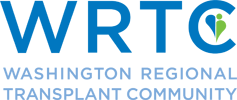 WRTC
WASHINGTON REGIONAL
TRANSPLANT COMMUNITY